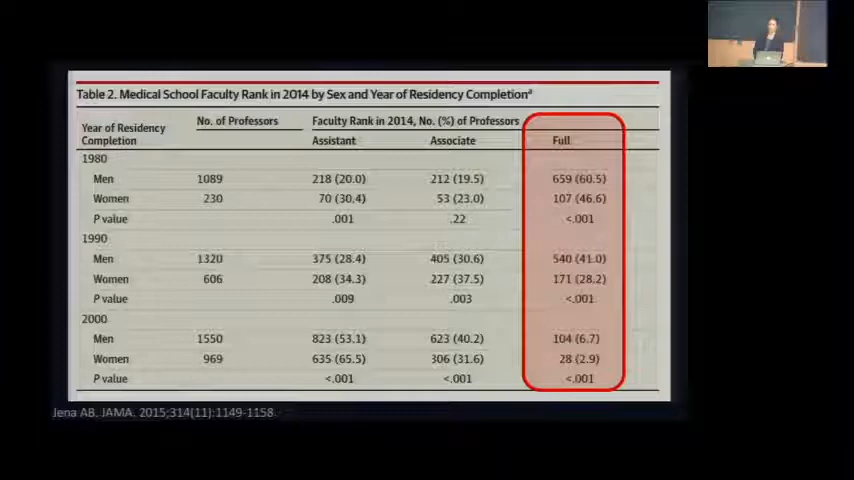 Table 2. Medical School Faculty Rank in 2014 by Sex and Year of Residency Completionᵃ
Year of Residency Completion No. of Professors Faculty Rank in 2014, No. (%) of Professors
Assistant Associate Full
1980
Men 1089 218 (20.0) 212 (19.5) 659 (60.5)
Women 230 70 (30.4) 53 (23.0) 107 (46.6)
P value .001 .22 <.001
1990
Men 1320 375 (28.4) 405 (30.6) 540 (41.0)
Women 606 208 (34.3) 227 (37.5) 171 (28.2)
P value .009 .003 <.001
2000
Men 1550 823 (53.1) 623 (40.2) 104 (6.7)
Women 969 635 (65.5) 306 (31.6) 28 (2.9)
P value <.001 <.001 <.001
Jena AB. JAMA. 2015;314(11):1149-1158.